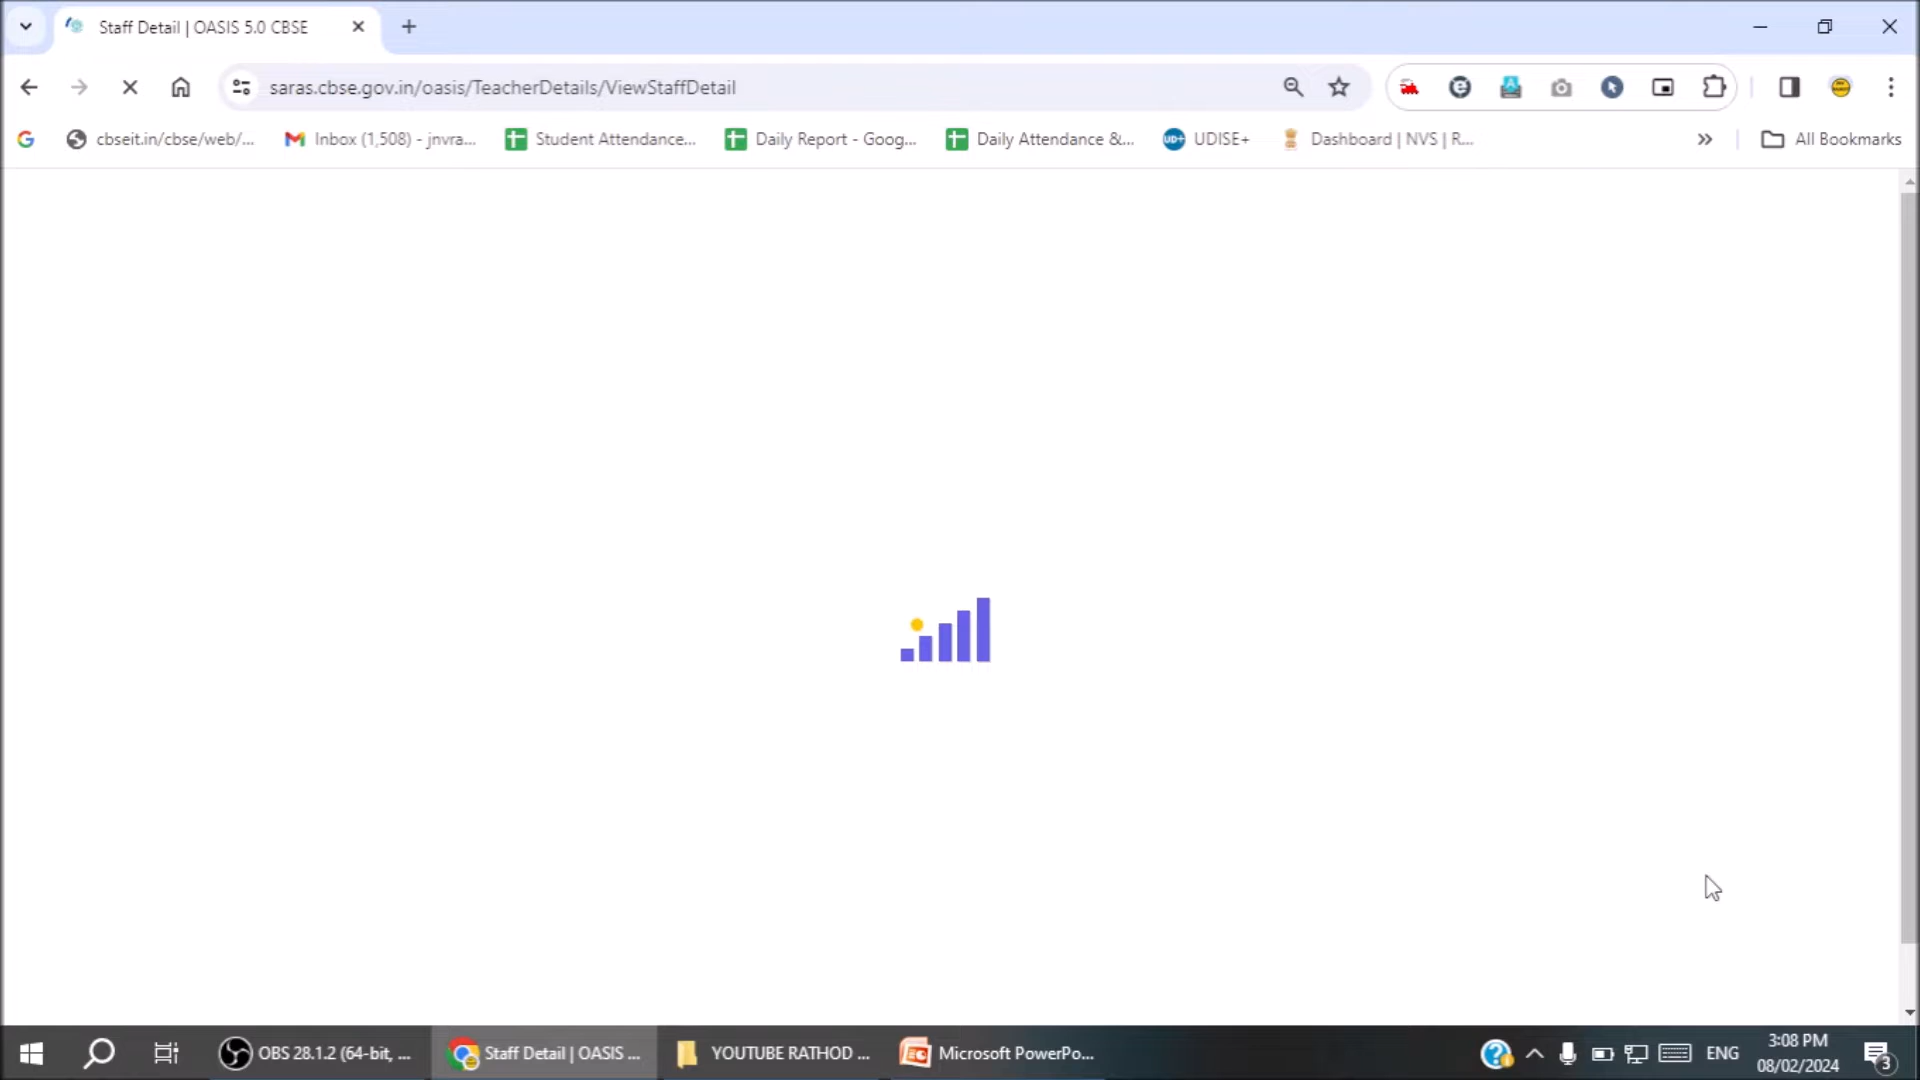 Staff Detail | OASIS 5.0 CBSE
saras.cbse.gov.in/oasis/TeacherDetails/ViewStaffDetail
cbseit.in/cbse/web/... Inbox (1,508) - jnvra... Student Attendance... Daily Report - Goog... Daily Attendance &... UD+ UDISE+ Dashboard | NVS | R... » All Bookmarks
OBS 28.1.2 (64-bit, ... Staff Detail | OASIS ... YOUTUBE RATHOD ... Microsoft PowerPo... ENG 3:08 PM
08/02/2024 3